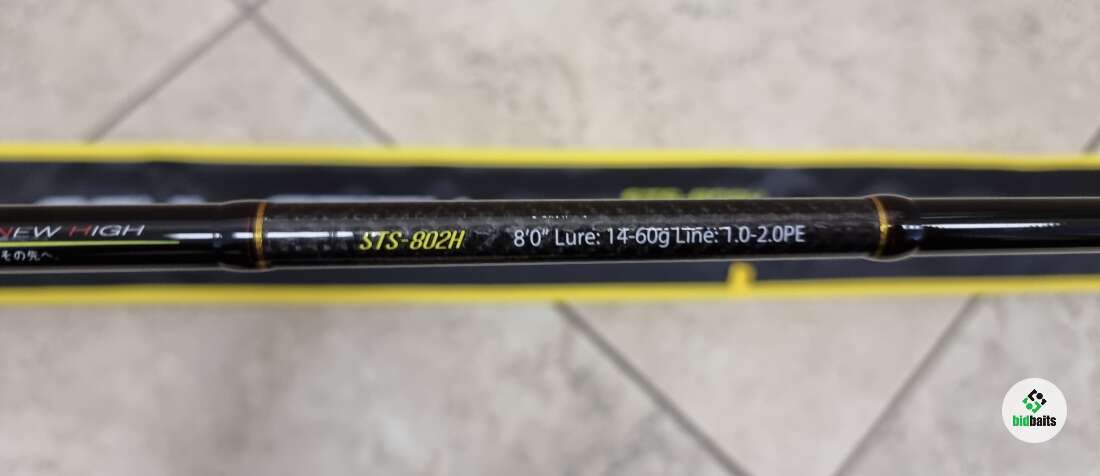 NEW HIGH
その先へ。
STS-802H 8'0" Lure: 14-60g Line: 1.0-2.0PE
bidbaits